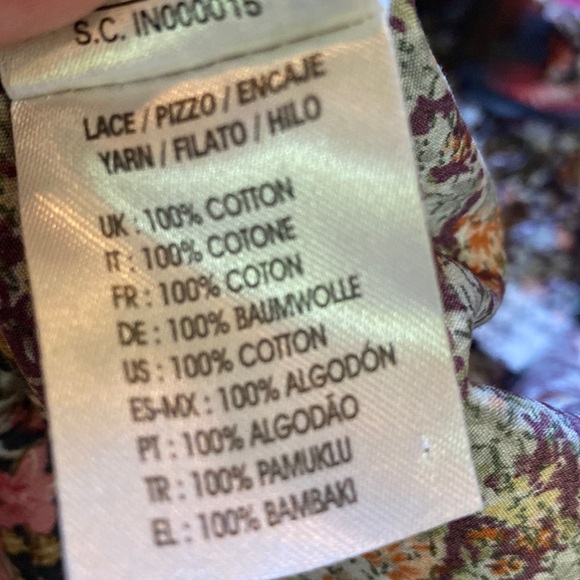 S.C. IN000015
LACE / PIZZO / ENCAJE
YARN / FILATO / HILO
UK : 100% COTTON
IT : 100% COTONE
FR : 100% COTON
DE : 100% BAUMWOLLE
US : 100% COTTON
ES-MX : 100% ALGODÓN
PT : 100% ALGODÃO
TR : 100% PAMUKLU
EL : 100% BAMBAKI